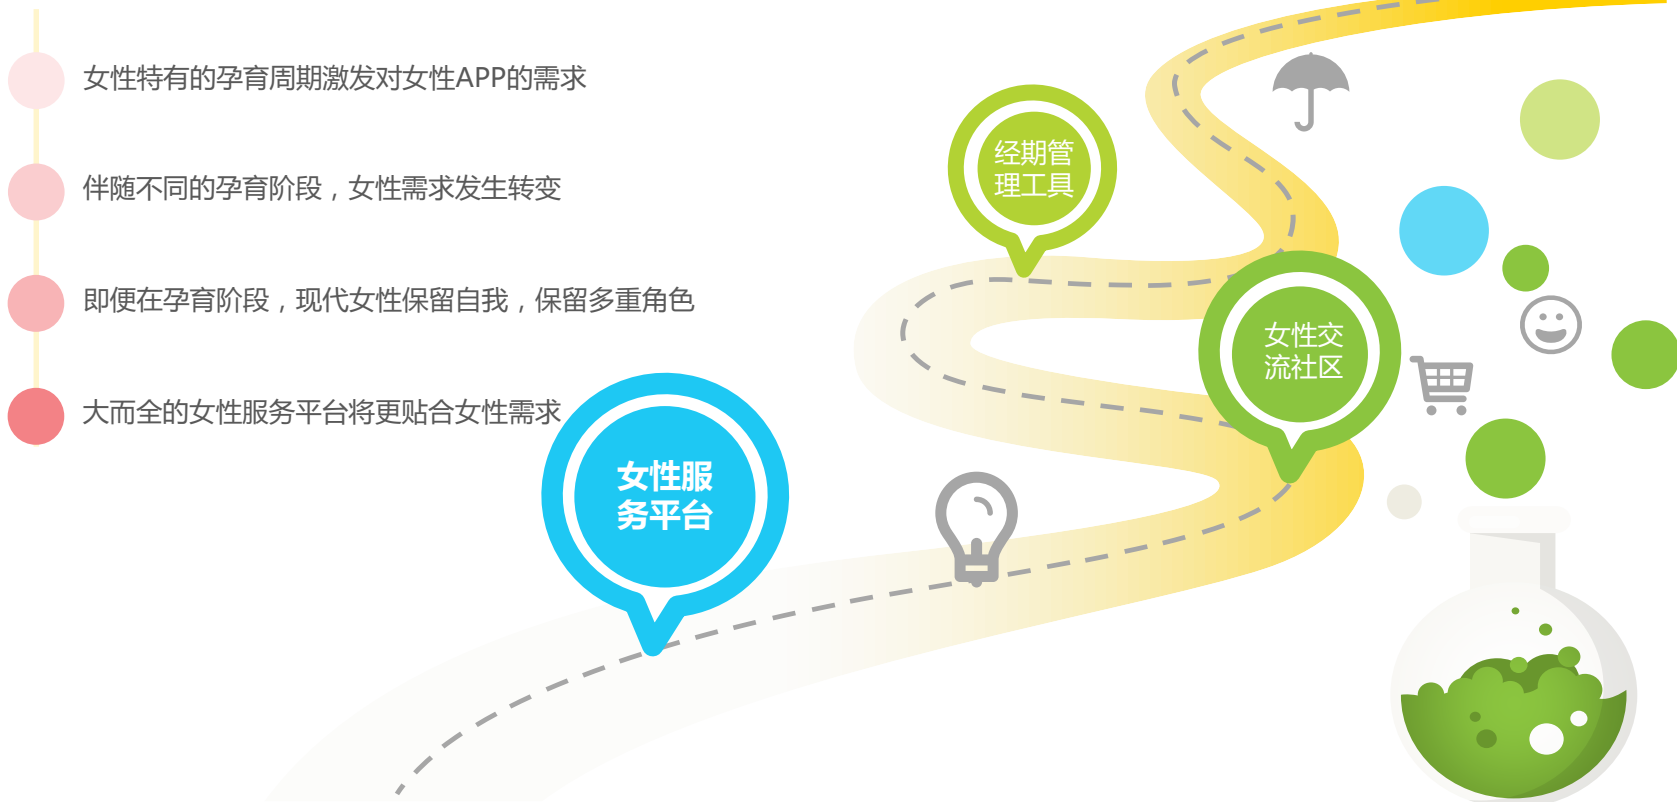 女性特有的孕育周期激发对女性APP的需求
伴随不同的孕育阶段，女性需求发生转变
即便在孕育阶段，现代女性保留自我，保留多重角色
大而全的女性服务平台将更贴合女性需求
经期管
理工具
女性交
流社区
女性服
务平台